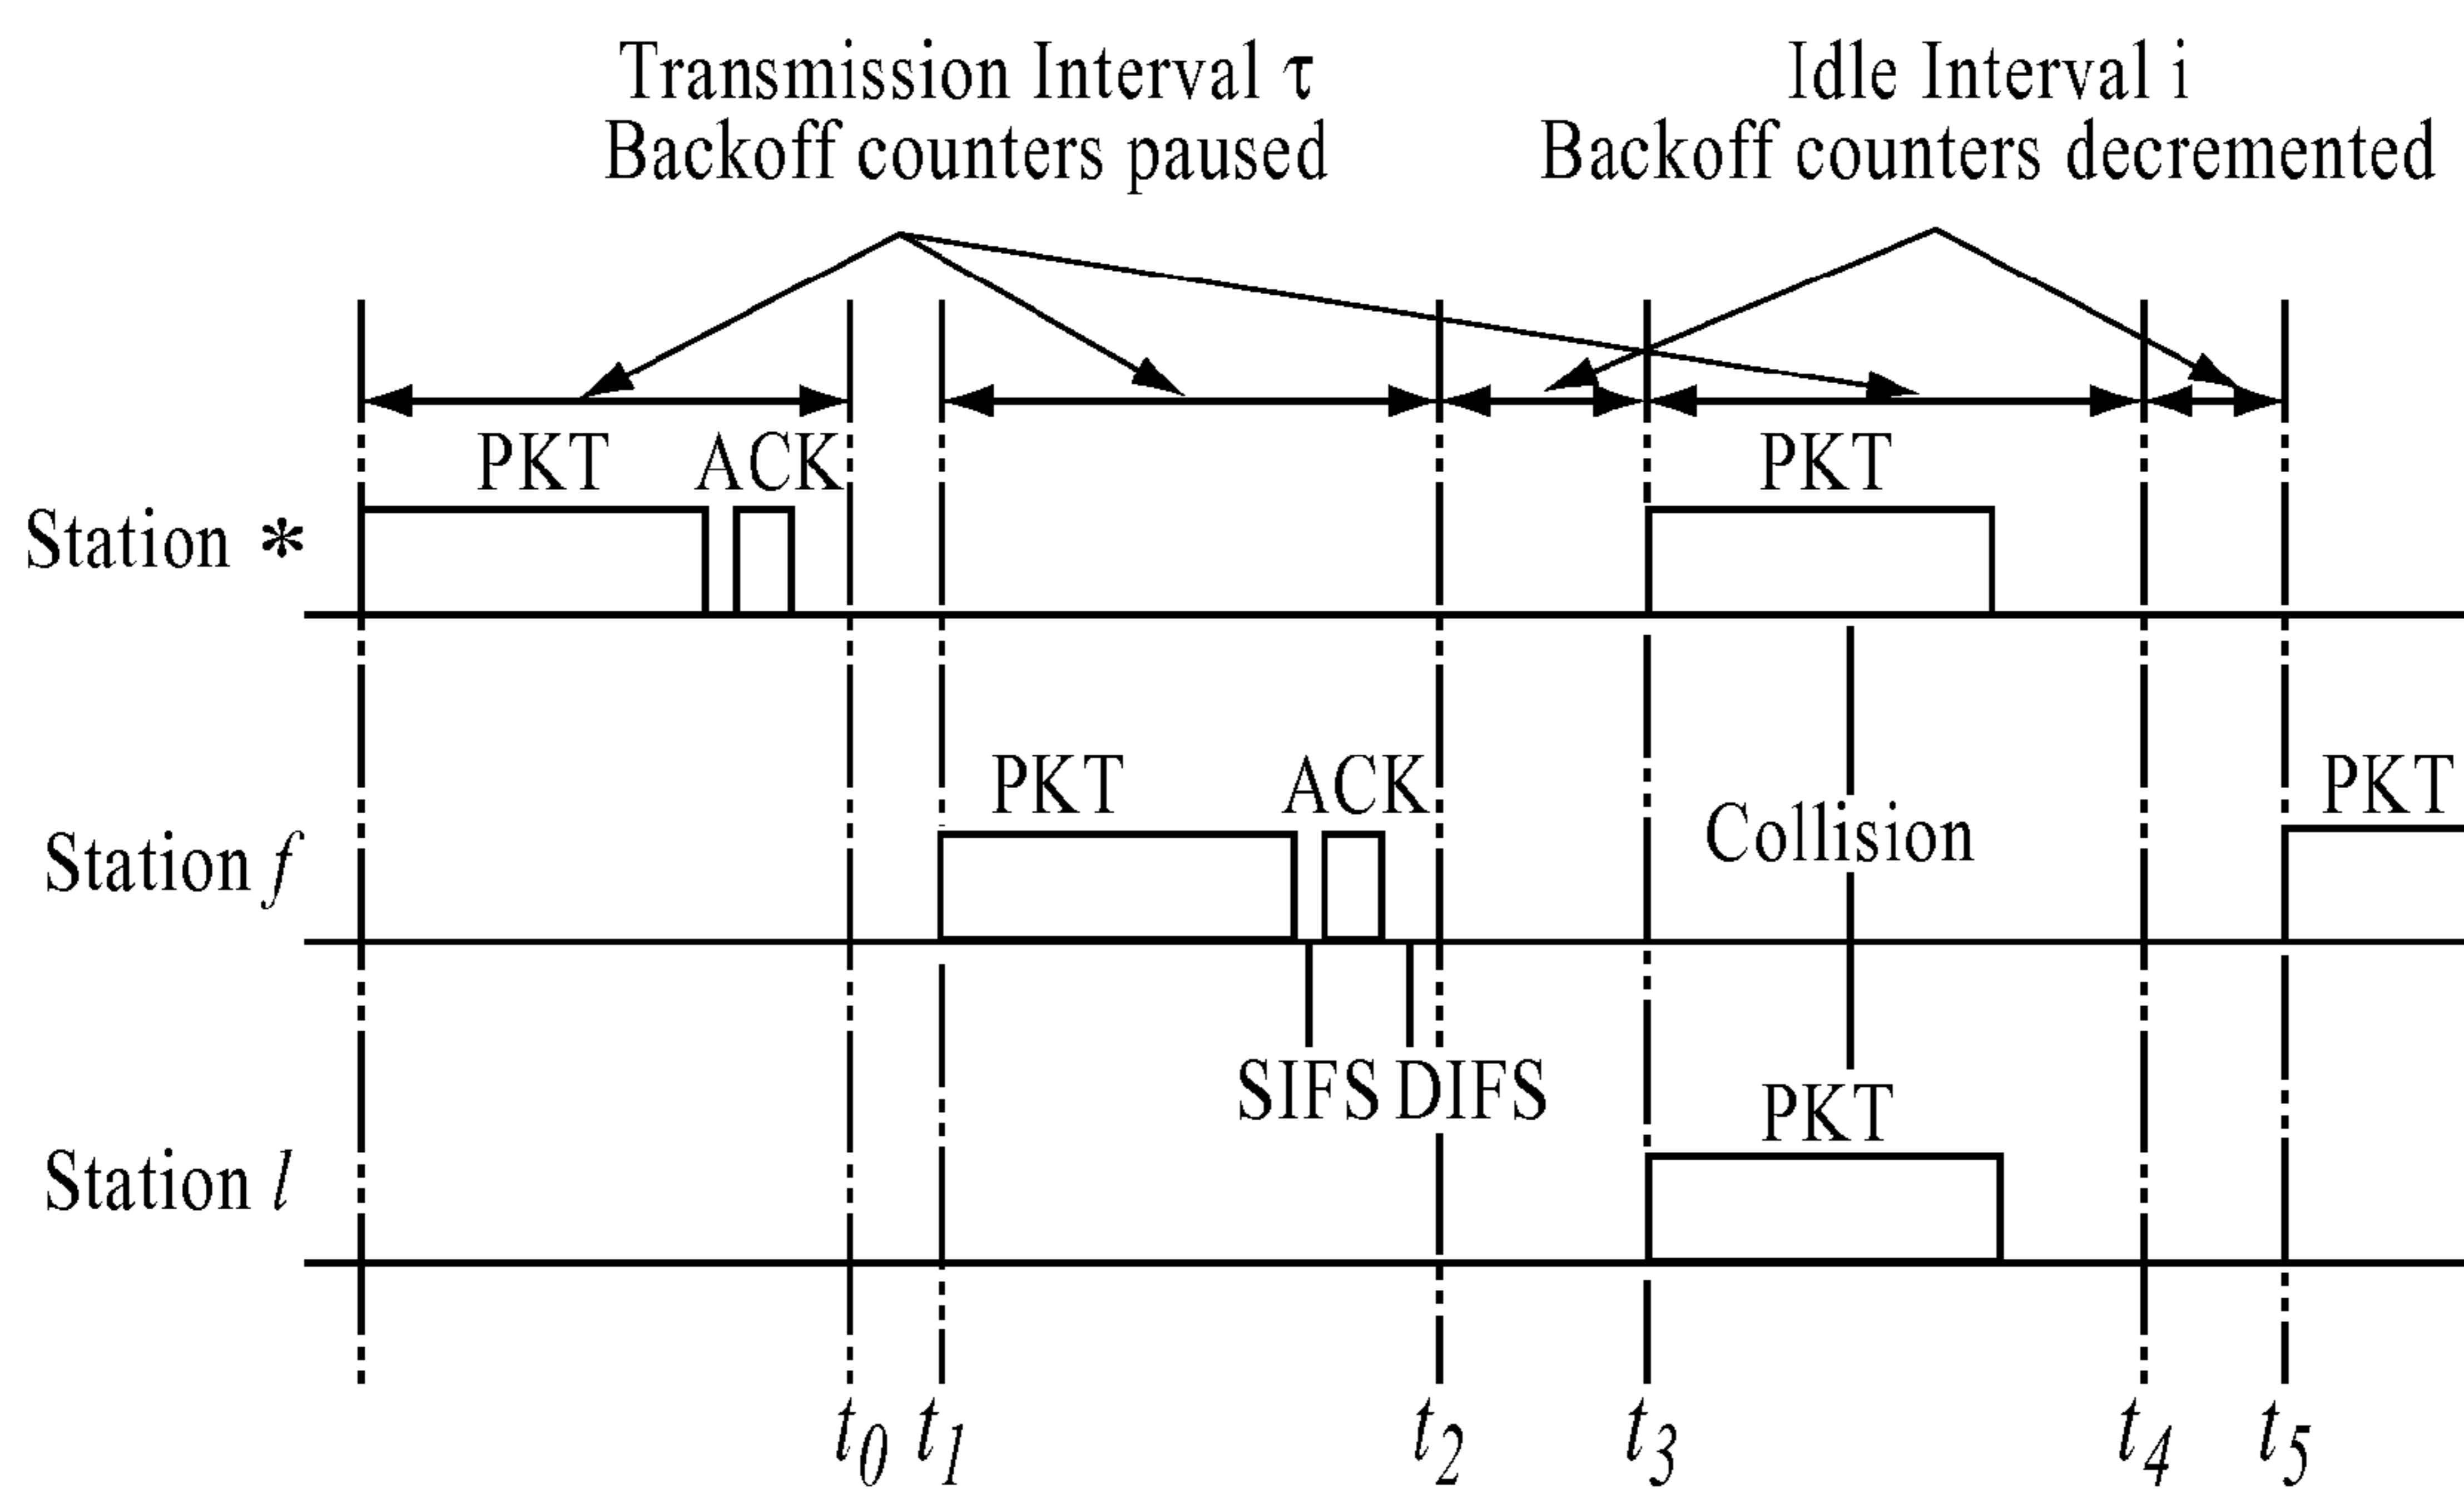 Transmission Interval τ
Backoff counters paused
Idle Interval i
Backoff counters decremented
PKT ACK
PKT
Station *
PKT ACK
PKT
Collision
Station f
SIFS DIFS
PKT
Station l
t0 t1 t2 t3 t4 t5